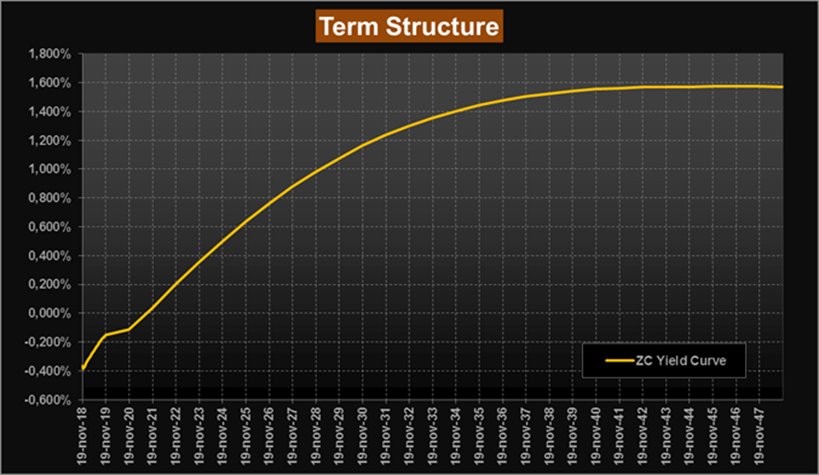 Term Structure
1,800%
1,600%
1,400%
1,200%
1,000%
0,800%
0,600%
0,400%
0,200%
0,000%
-0,200%
-0,400%
-0,600%
ZC Yield Curve
19-nov-18
19-nov-19
19-nov-20
19-nov-21
19-nov-22
19-nov-23
19-nov-24
19-nov-25
19-nov-26
19-nov-27
19-nov-28
19-nov-29
19-nov-30
19-nov-31
19-nov-32
19-nov-33
19-nov-34
19-nov-35
19-nov-36
19-nov-37
19-nov-38
19-nov-39
19-nov-40
19-nov-41
19-nov-42
19-nov-43
19-nov-44
19-nov-45
19-nov-46
19-nov-47